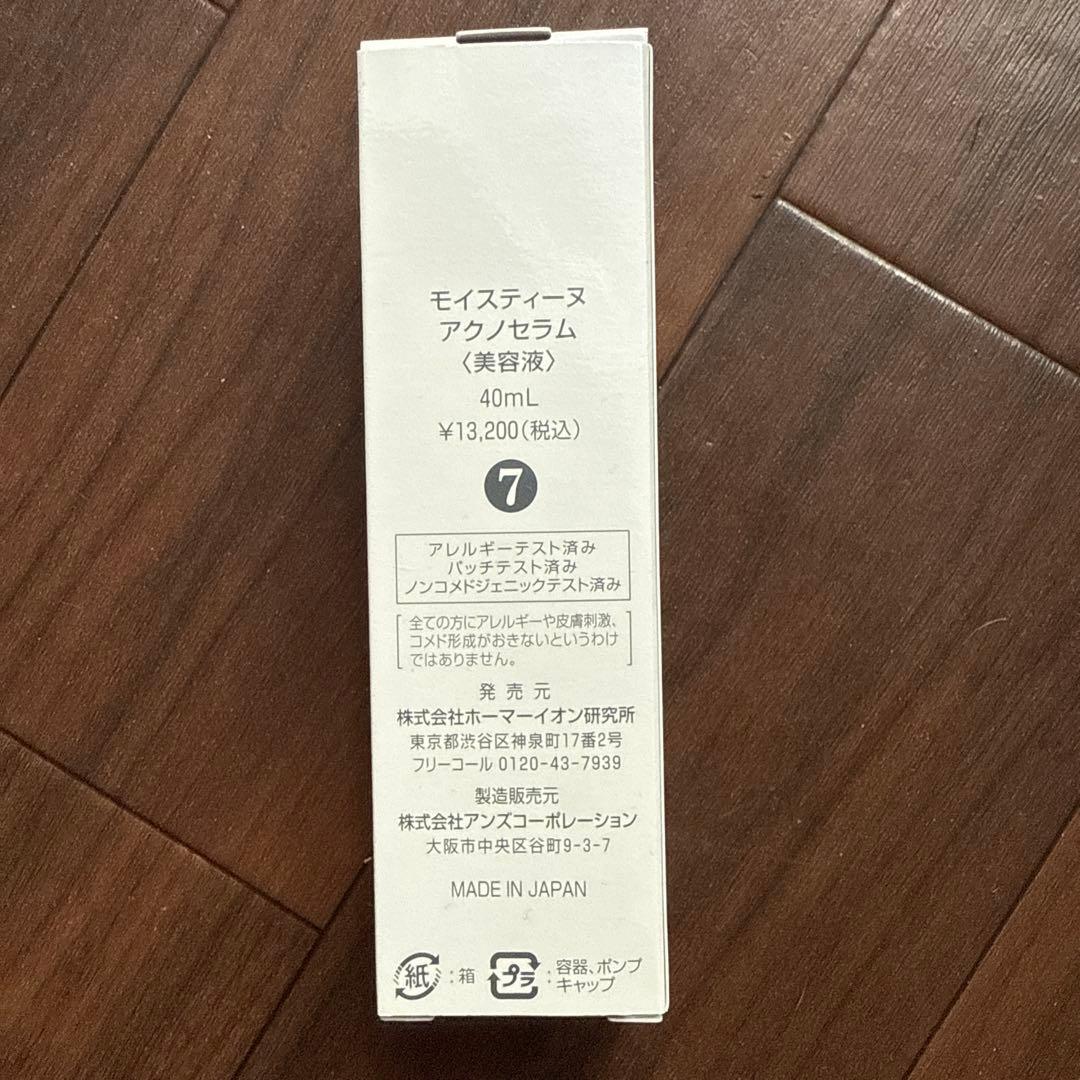 モイスティーヌ
アクノセラム
〈美容液〉
40mL
¥13,200(税込)
7
アレルギーテスト済み
パッチテスト済み
ノンコメドジェニックテスト済み
全ての方にアレルギーや皮膚刺激、
コメド形成がおきないというわけ
ではありません。
発売元
株式会社ホーマーイオン研究所
東京都渋谷区神泉町17番2号
フリーコール 0120-43-7939
製造販売元
株式会社アンズコーポレーション
大阪市中央区谷町9-3-7
MADE IN JAPAN
紙:箱 プラ:容器、ポンプ
キャップ